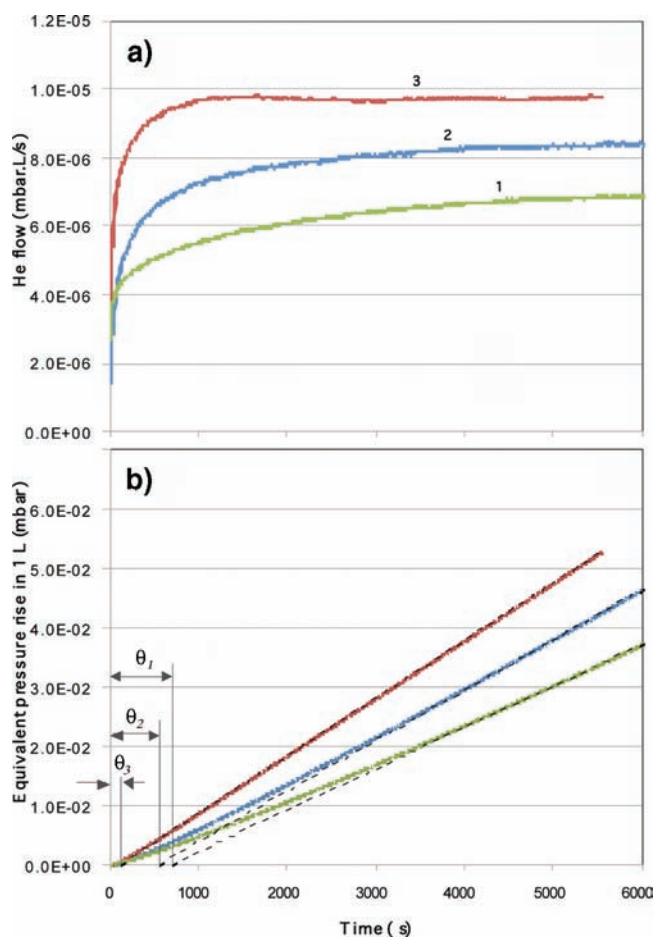 a)
He flow (mbar.L/s)
1.2E-05
1.0E-05
8.0E-06
6.0E-06
4.0E-06
2.0E-06
0.0E+00
3
2
1
b)
Equivalent pressure rise in 1 L (mbar)
6.0E-02
5.0E-02
4.0E-02
3.0E-02
2.0E-02
1.0E-02
0.0E+00
θ1
θ2
θ3
0 1000 2000 3000 4000 5000 6000
Time (s)